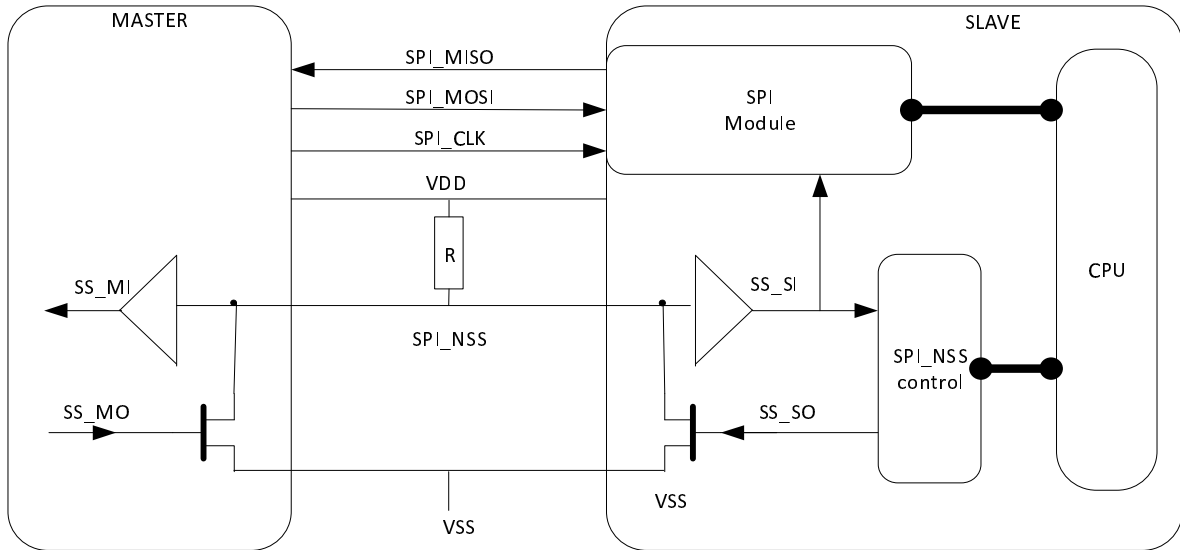 MASTER
SLAVE
SPI_MISO
SPI_MOSI
SPI_CLK
VDD
SPI
Module
R
CPU
SS_MI
SS_SI
SPI_NSS
SPI_NSS
control
SS_MO
SS_SO
VSS
VSS